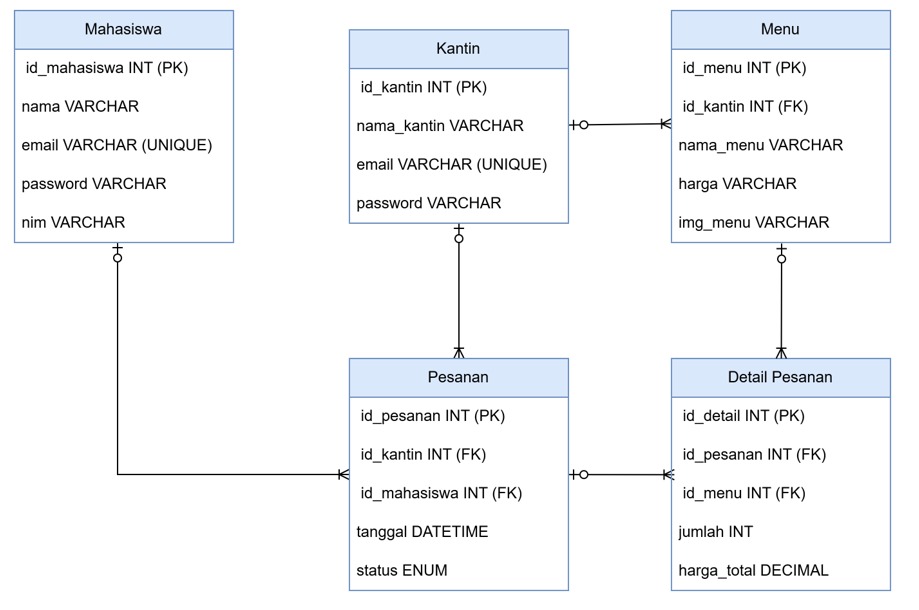 Mahasiswa
id_mahasiswa INT (PK)
nama VARCHAR
email VARCHAR (UNIQUE)
password VARCHAR
nim VARCHAR
Kantin
id_kantin INT (PK)
nama_kantin VARCHAR
email VARCHAR (UNIQUE)
password VARCHAR
Menu
id_menu INT (PK)
id_kantin INT (FK)
nama_menu VARCHAR
harga VARCHAR
img_menu VARCHAR
Pesanan
id_pesanan INT (PK)
id_kantin INT (FK)
id_mahasiswa INT (FK)
tanggal DATETIME
status ENUM
Detail Pesanan
id_detail INT (PK)
id_pesanan INT (FK)
id_menu INT (FK)
jumlah INT
harga_total DECIMAL